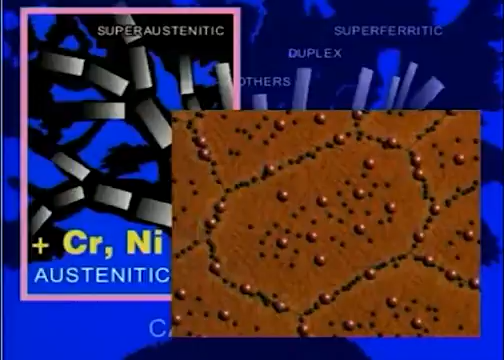 SUPERAUSTENITIC
SUPERFERRITIC
DUPLEX
OTHERS
+ Cr, Ni
AUSTENITIC